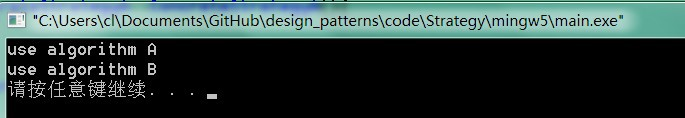 "C:\Users\cl\Documents\GitHub\design_patterns\code\Strategy\mingw5\main.exe"
use algorithm A
use algorithm B
请按任意键继续. . .